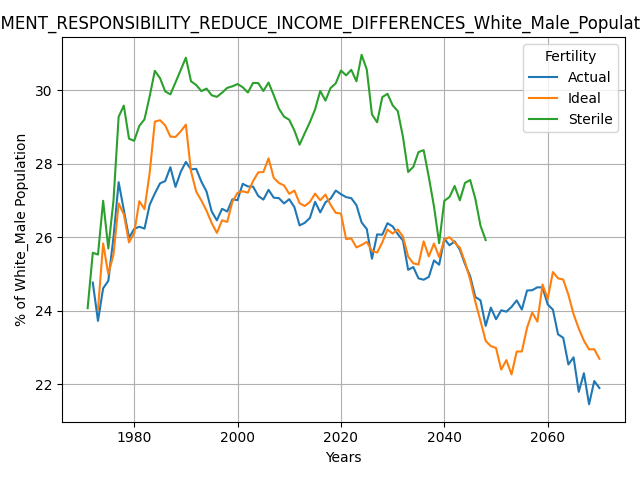 MENT_RESPONSIBILITY_REDUCE_INCOME_DIFFERENCES_White_Male_Populat
Fertility
Actual
Ideal
Sterile
% of White_Male Population
30
28
26
24
22
1980
2000
2020
2040
2060
Years